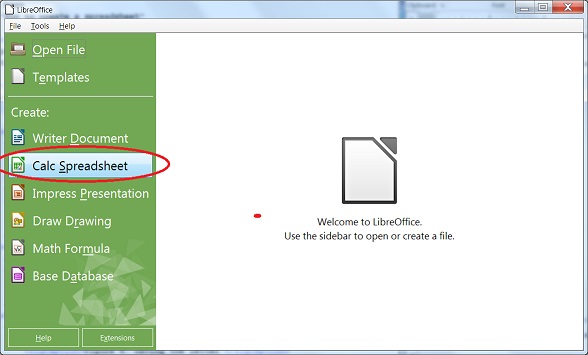 LibreOffice
File Tools Help
Open File
Templates
Create:
Writer Document
Calc Spreadsheet
Impress Presentation
Draw Drawing
Math Formula
Base Database
Help Extensions
Welcome to LibreOffice.
Use the sidebar to open or create a file.